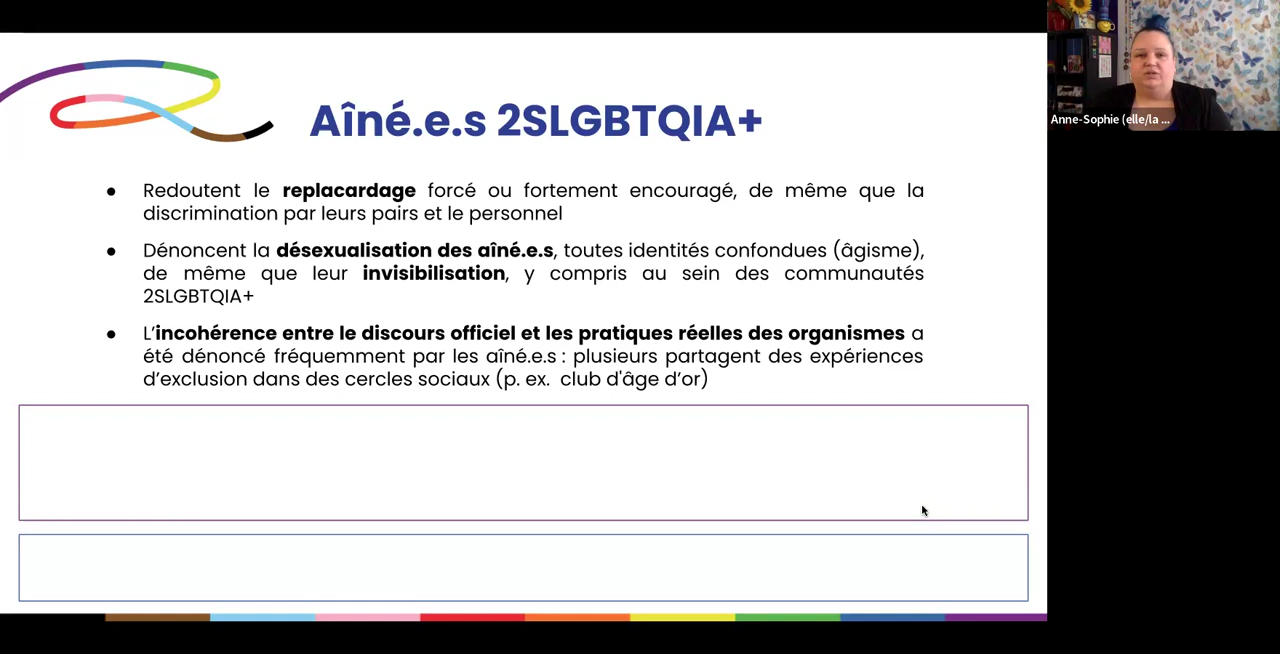 Aîné.e.s 2SLGBTQIA+
● Redoutent le replacardage forcé ou fortement encouragé, de même que la
discrimination par leurs pairs et le personnel
● Dénoncent la désexualisation des aîné.e.s, toutes identités confondues (âgisme),
de même que leur invisibilisation, y compris au sein des communautés
2SLGBTQIA+
● L’incohérence entre le discours officiel et les pratiques réelles des organismes a
été dénoncé fréquemment par les aîné.e.s : plusieurs partagent des expériences
d’exclusion dans des cercles sociaux (p. ex. club d'âge d’or)
Anne-Sophie (elle/la ...